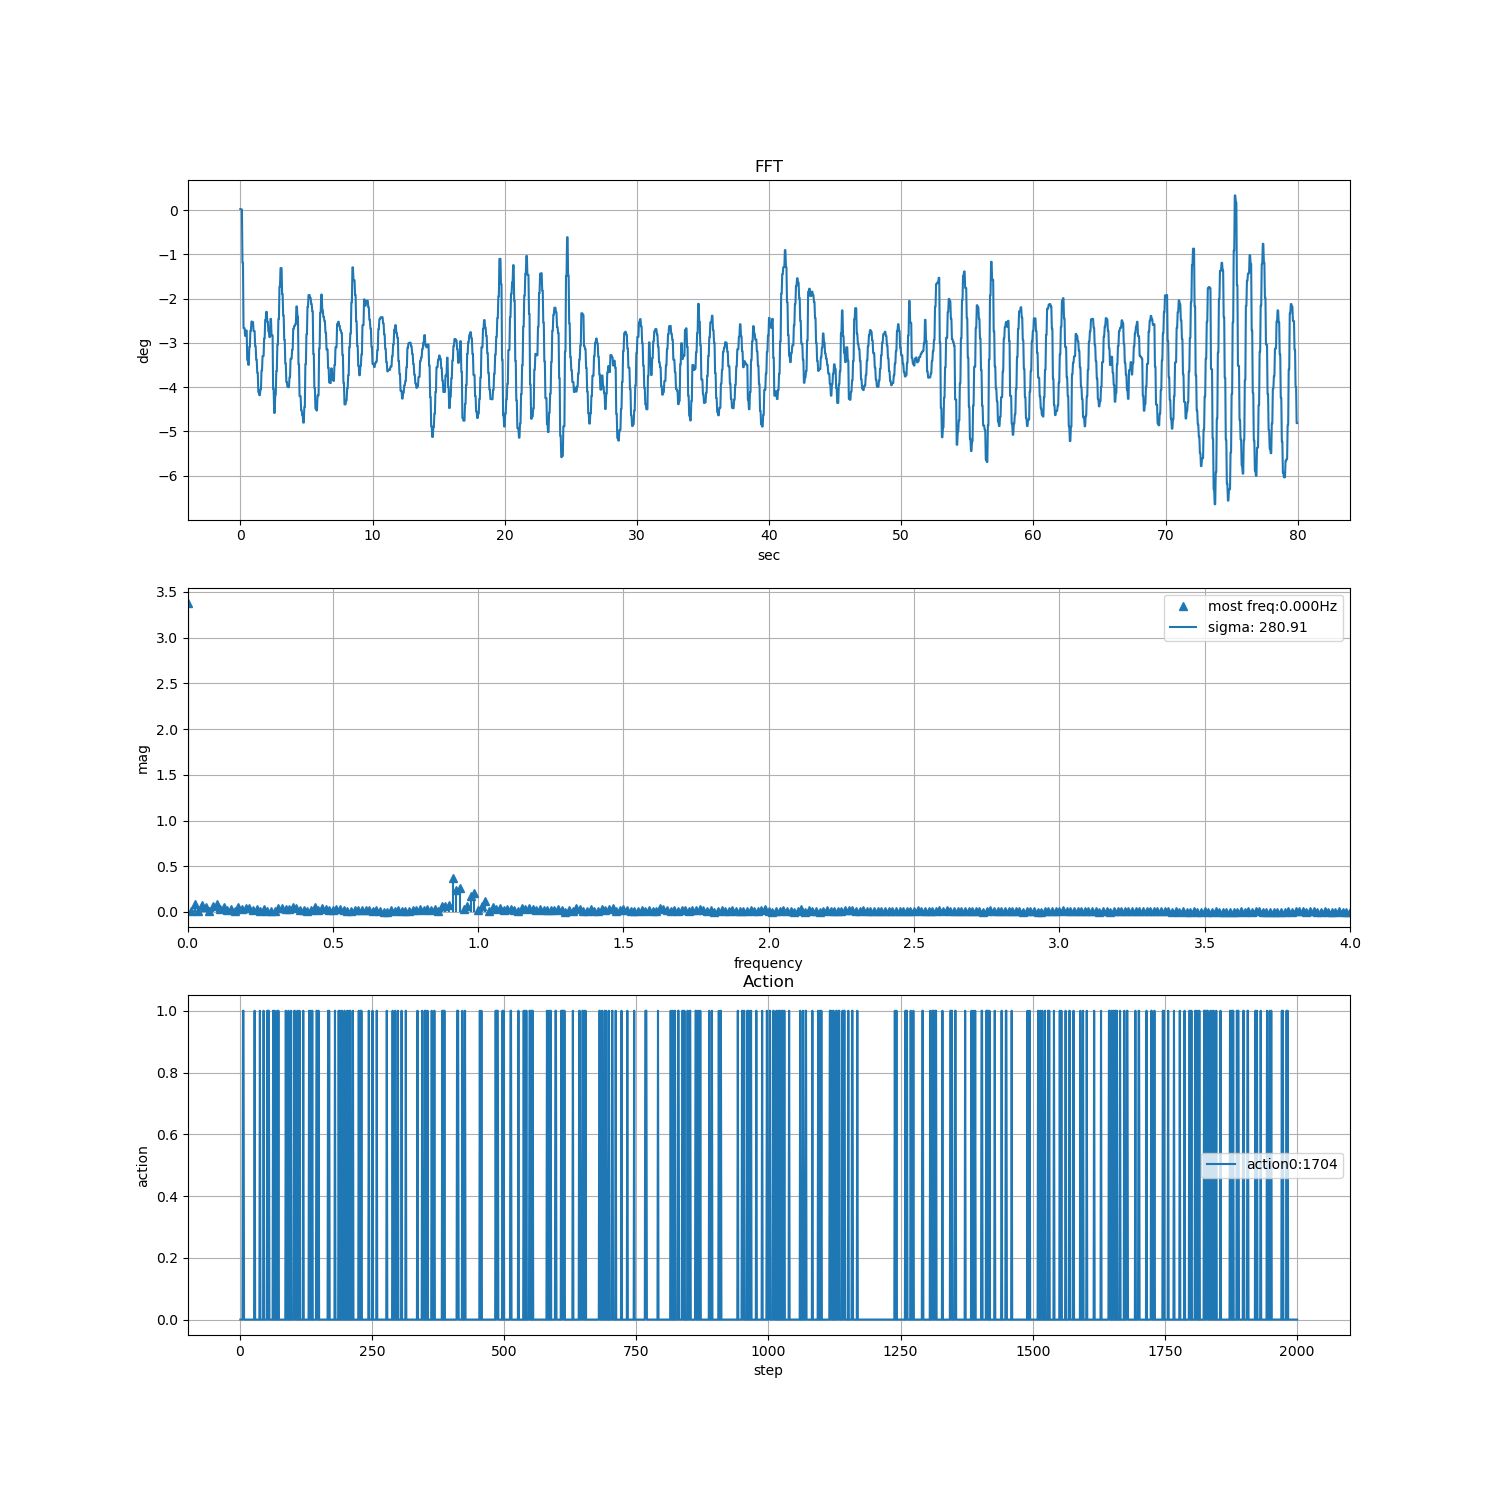 FFT
0
−1
−2
−3
−4
−5
−6
deg
0 10 20 30 40 50 60 70 80
sec
3.5
3.0
2.5
2.0
1.5
1.0
0.5
0.0
mag
most freq:0.000Hz
sigma: 280.91
0.0 0.5 1.0 1.5 2.0 2.5 3.0 3.5 4.0
frequency
Action
1.0
0.8
0.6
0.4
0.2
0.0
action
action0:1704
0 250 500 750 1000 1250 1500 1750 2000
step